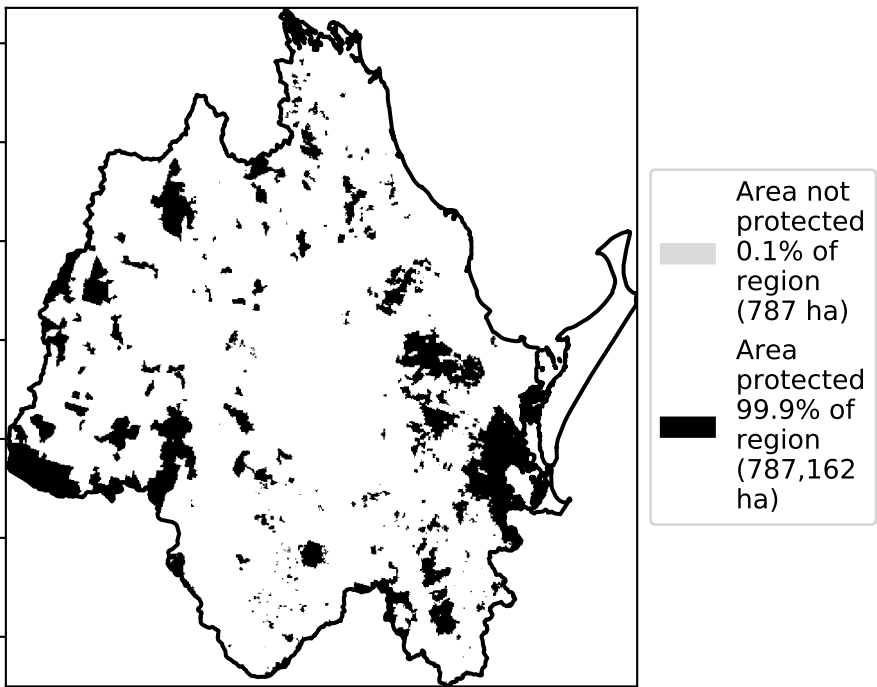 Area not
protected
0.1% of
region
(787 ha)
Area
protected
99.9% of
region
(787,162
ha)